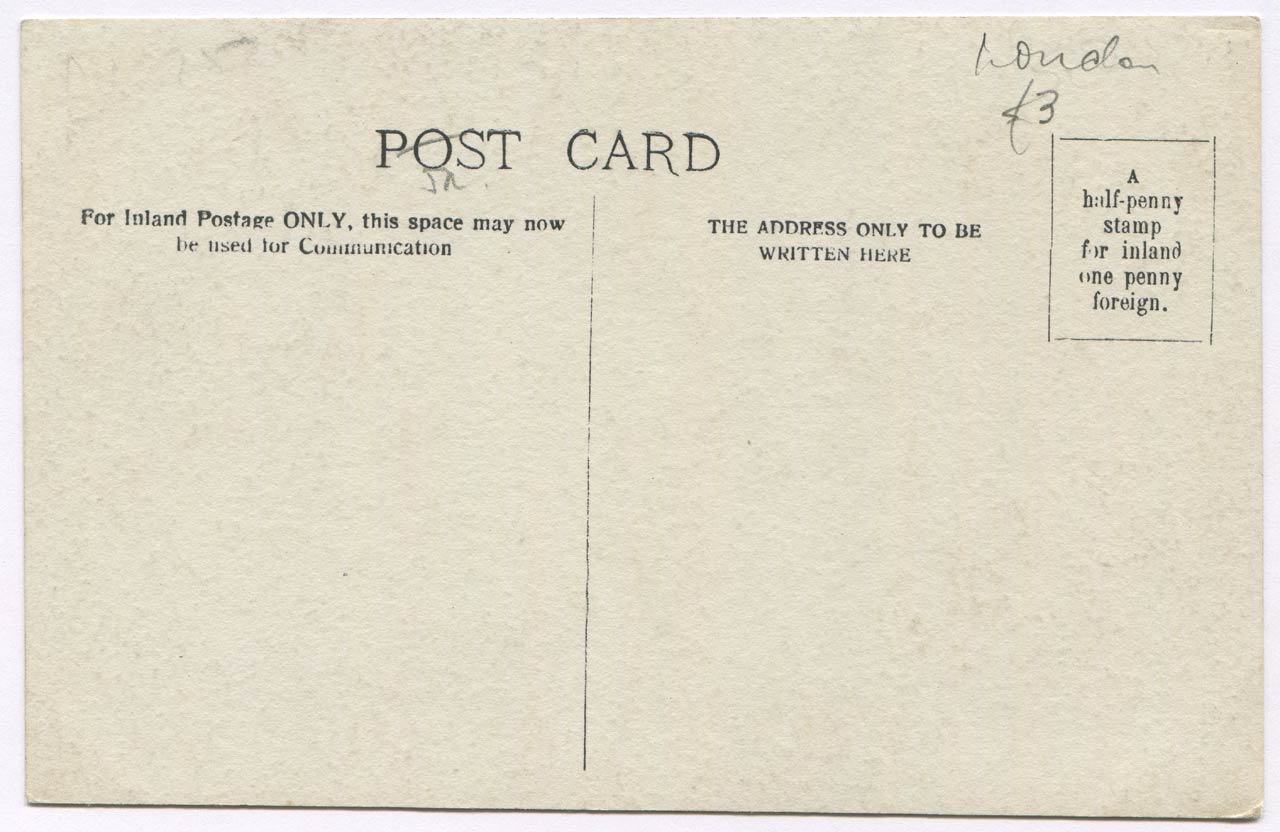 London
£3
POST CARD
For Inland Postage ONLY, this space may now
be used for Communication
THE ADDRESS ONLY TO BE
WRITTEN HERE
A
half-penny
stamp
for inland
one penny
foreign.